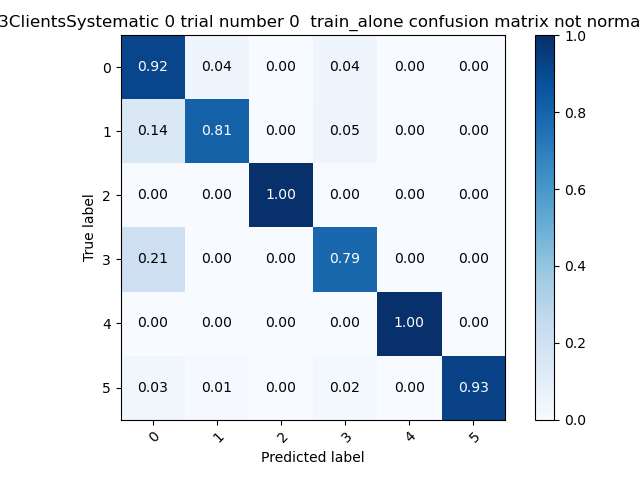 3ClientsSystematic 0 trial number 0 train_alone confusion matrix not norma
1.0
0 0.92 0.04 0.00 0.04 0.00 0.00
0.8
1 0.14 0.81 0.00 0.05 0.00 0.00
2 0.00 0.00 1.00 0.00 0.00 0.00
0.6
True label
3 0.21 0.00 0.00 0.79 0.00 0.00
0.4
4 0.00 0.00 0.00 0.00 1.00 0.00
0.2
5 0.03 0.01 0.00 0.02 0.00 0.93
0.0
0 1 2 3 4 5
Predicted label